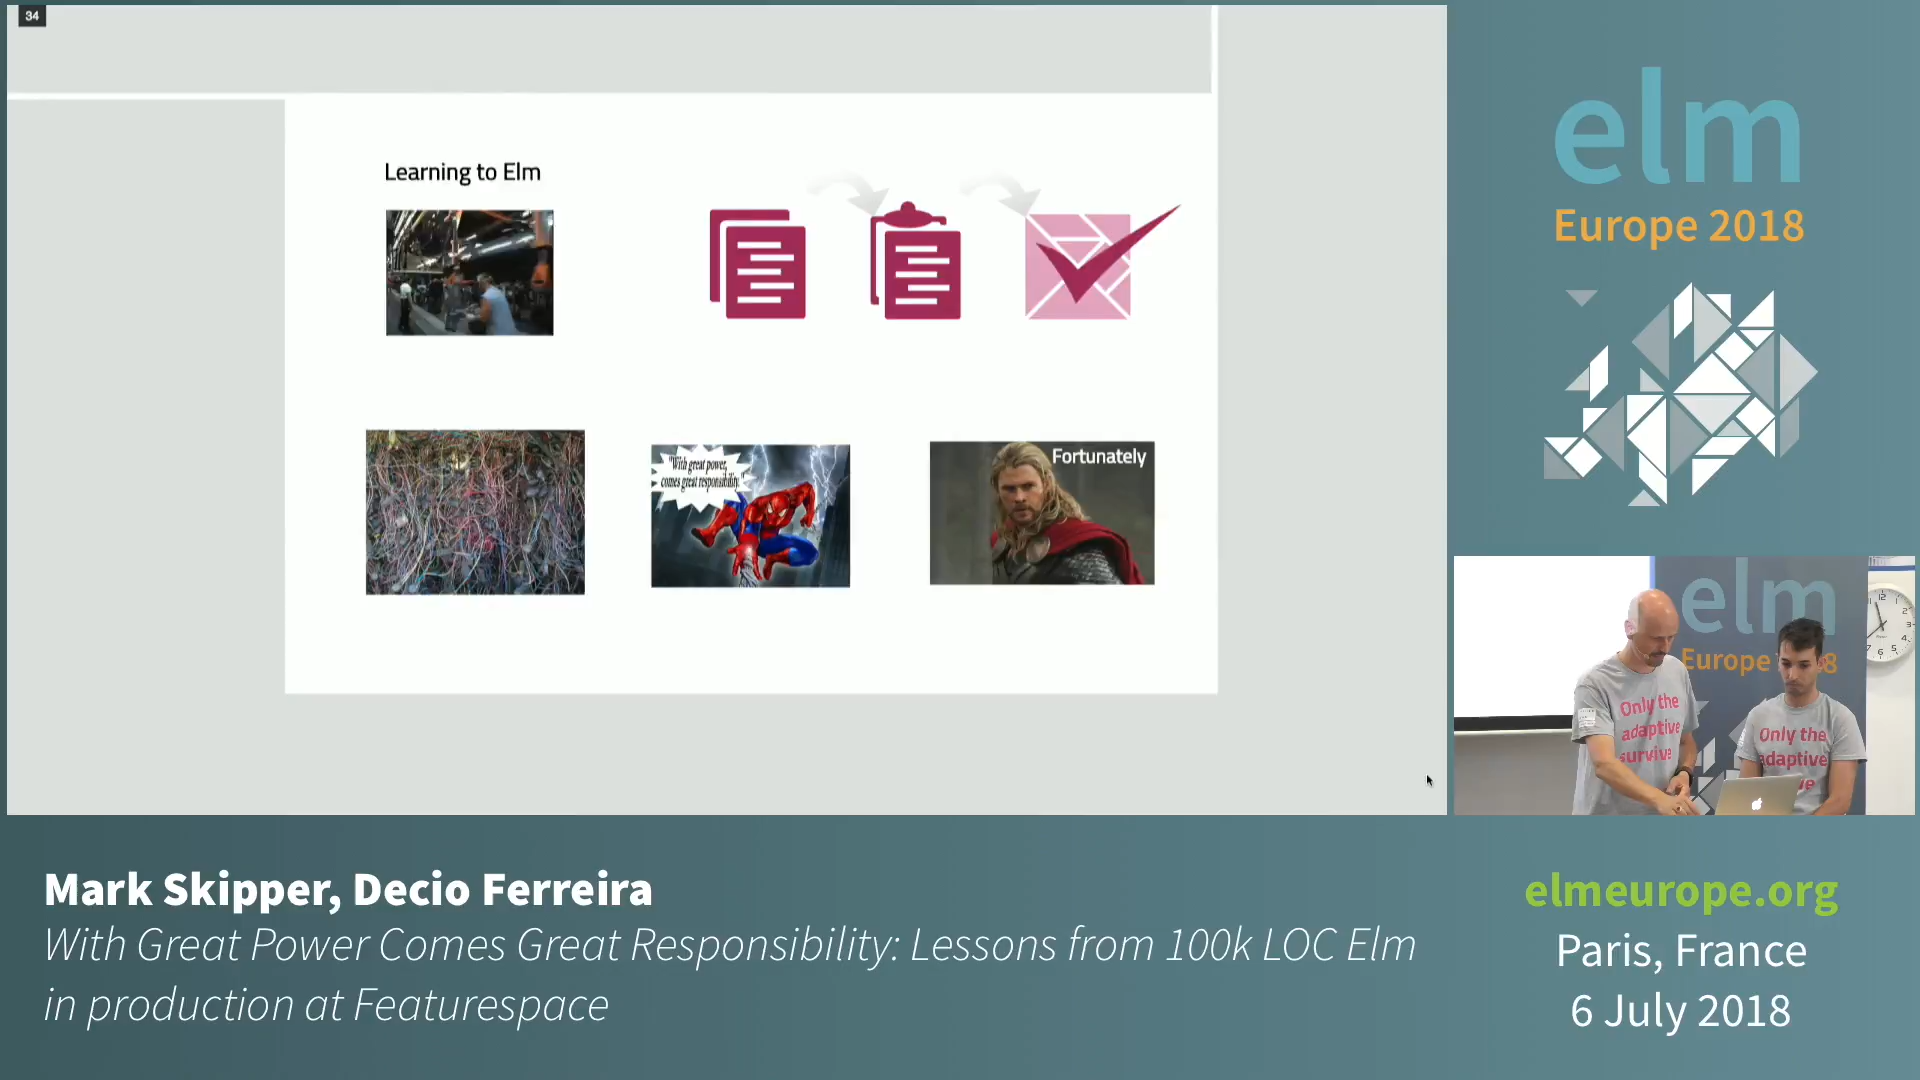 34
Learning to Elm
"With great power,
comes great responsibility."
Fortunately
elm
Europe 2018
elm
Europe
8
Only the
adaptive
survive
Only the
adaptive
12
Mark Skipper, Decio Ferreira
With Great Power Comes Great Responsibility: Lessons from 100k LOC Elm
in production at Featurespace
elmeurope.org
Paris, France
6 July 2018